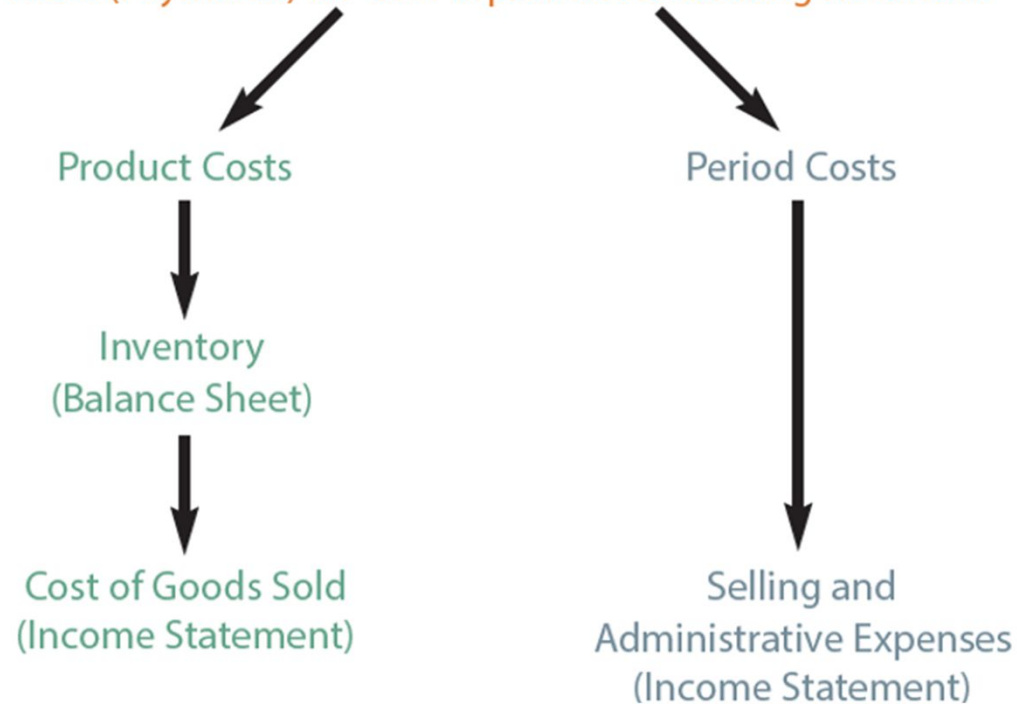 Product Costs
Period Costs
Inventory
(Balance Sheet)
Cost of Goods Sold
(Income Statement)
Selling and
Administrative Expenses
(Income Statement)